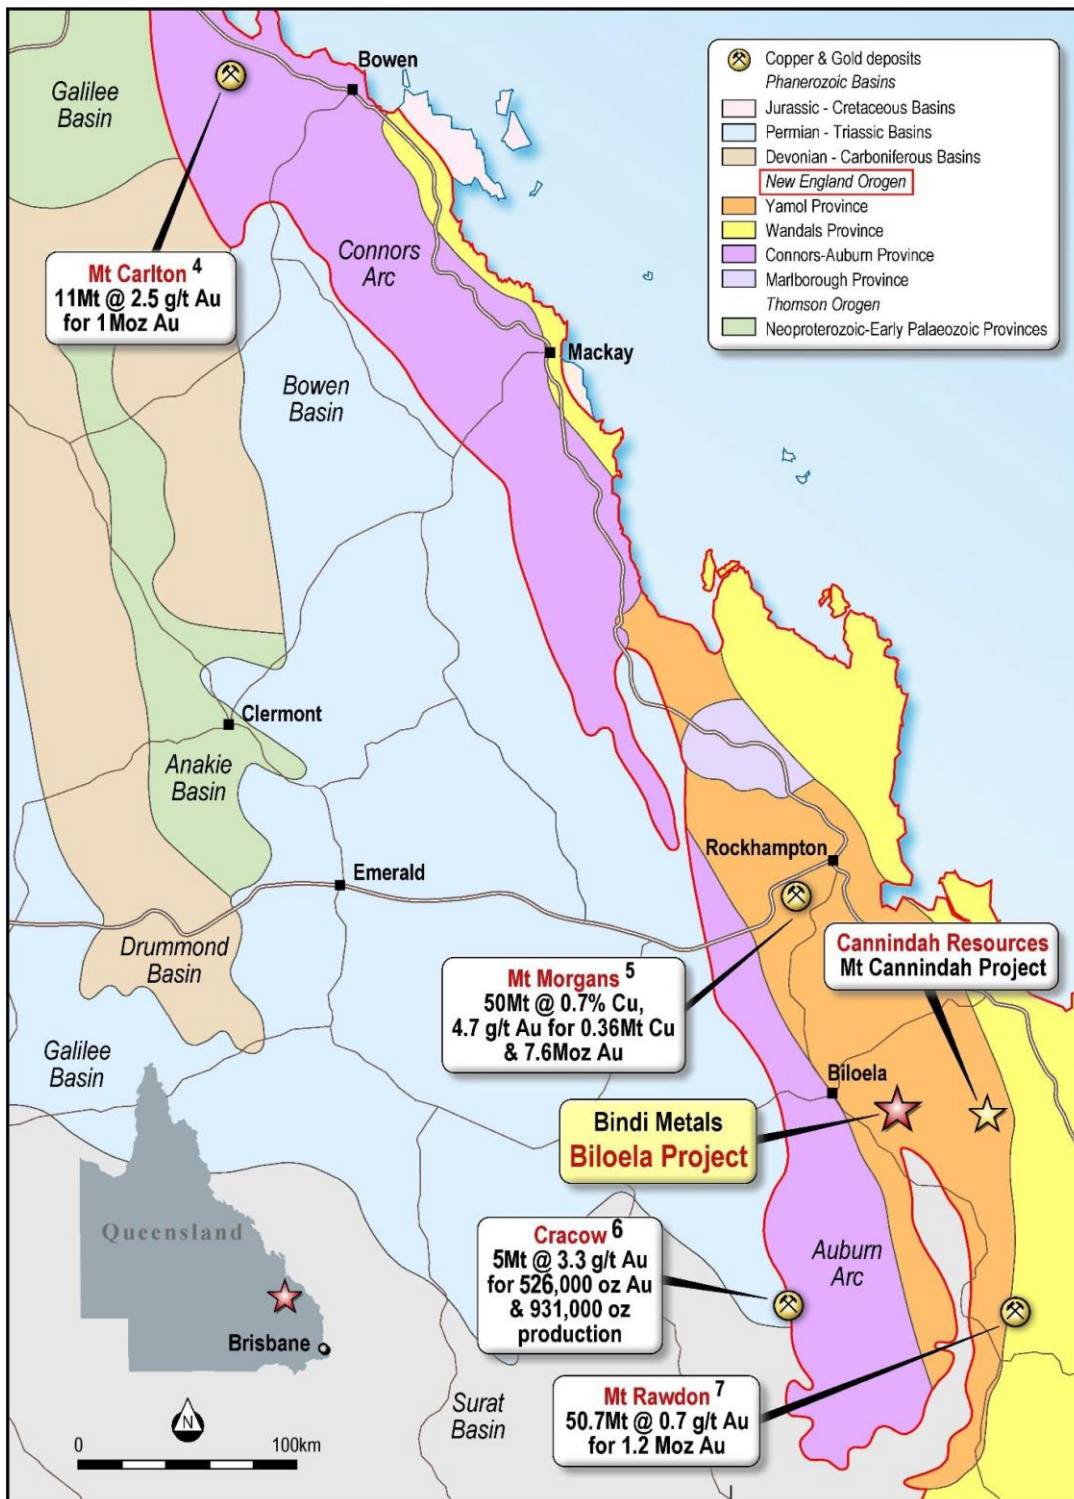 Bowen
Galilee
Basin
Copper & Gold deposits
Phanerozoic Basins
Jurassic - Cretaceous Basins
Permian - Triassic Basins
Devonian - Carboniferous Basins
New England Orogen
Yamol Province
Wandals Province
Connors-Auburn Province
Marlborough Province
Thomson Orogen
Neoproterozoic-Early Palaeozoic Provinces
Connors
Arc
Mt Carlton 4
11Mt @ 2.5 g/t Au
for 1Moz Au
Mackay
Bowen
Basin
Clermont
Anakie
Basin
Rockhampton
Emerald
Drummond
Basin
Cannindah Resources
Mt Cannindah Project
Mt Morgans 5
50Mt @ 0.7% Cu,
4.7 g/t Au for 0.36Mt Cu
& 7.6Moz Au
Galilee
Basin
Biloela
Bindi Metals
Biloela Project
Queensland
Brisbane
Cracow 6
5Mt @ 3.3 g/t Au
for 526,000 oz Au
& 931,000 oz
production
Auburn
Arc
Surat
Basin
Mt Rawdon 7
50.7Mt @ 0.7 g/t Au
for 1.2 Moz Au
N
0 100km